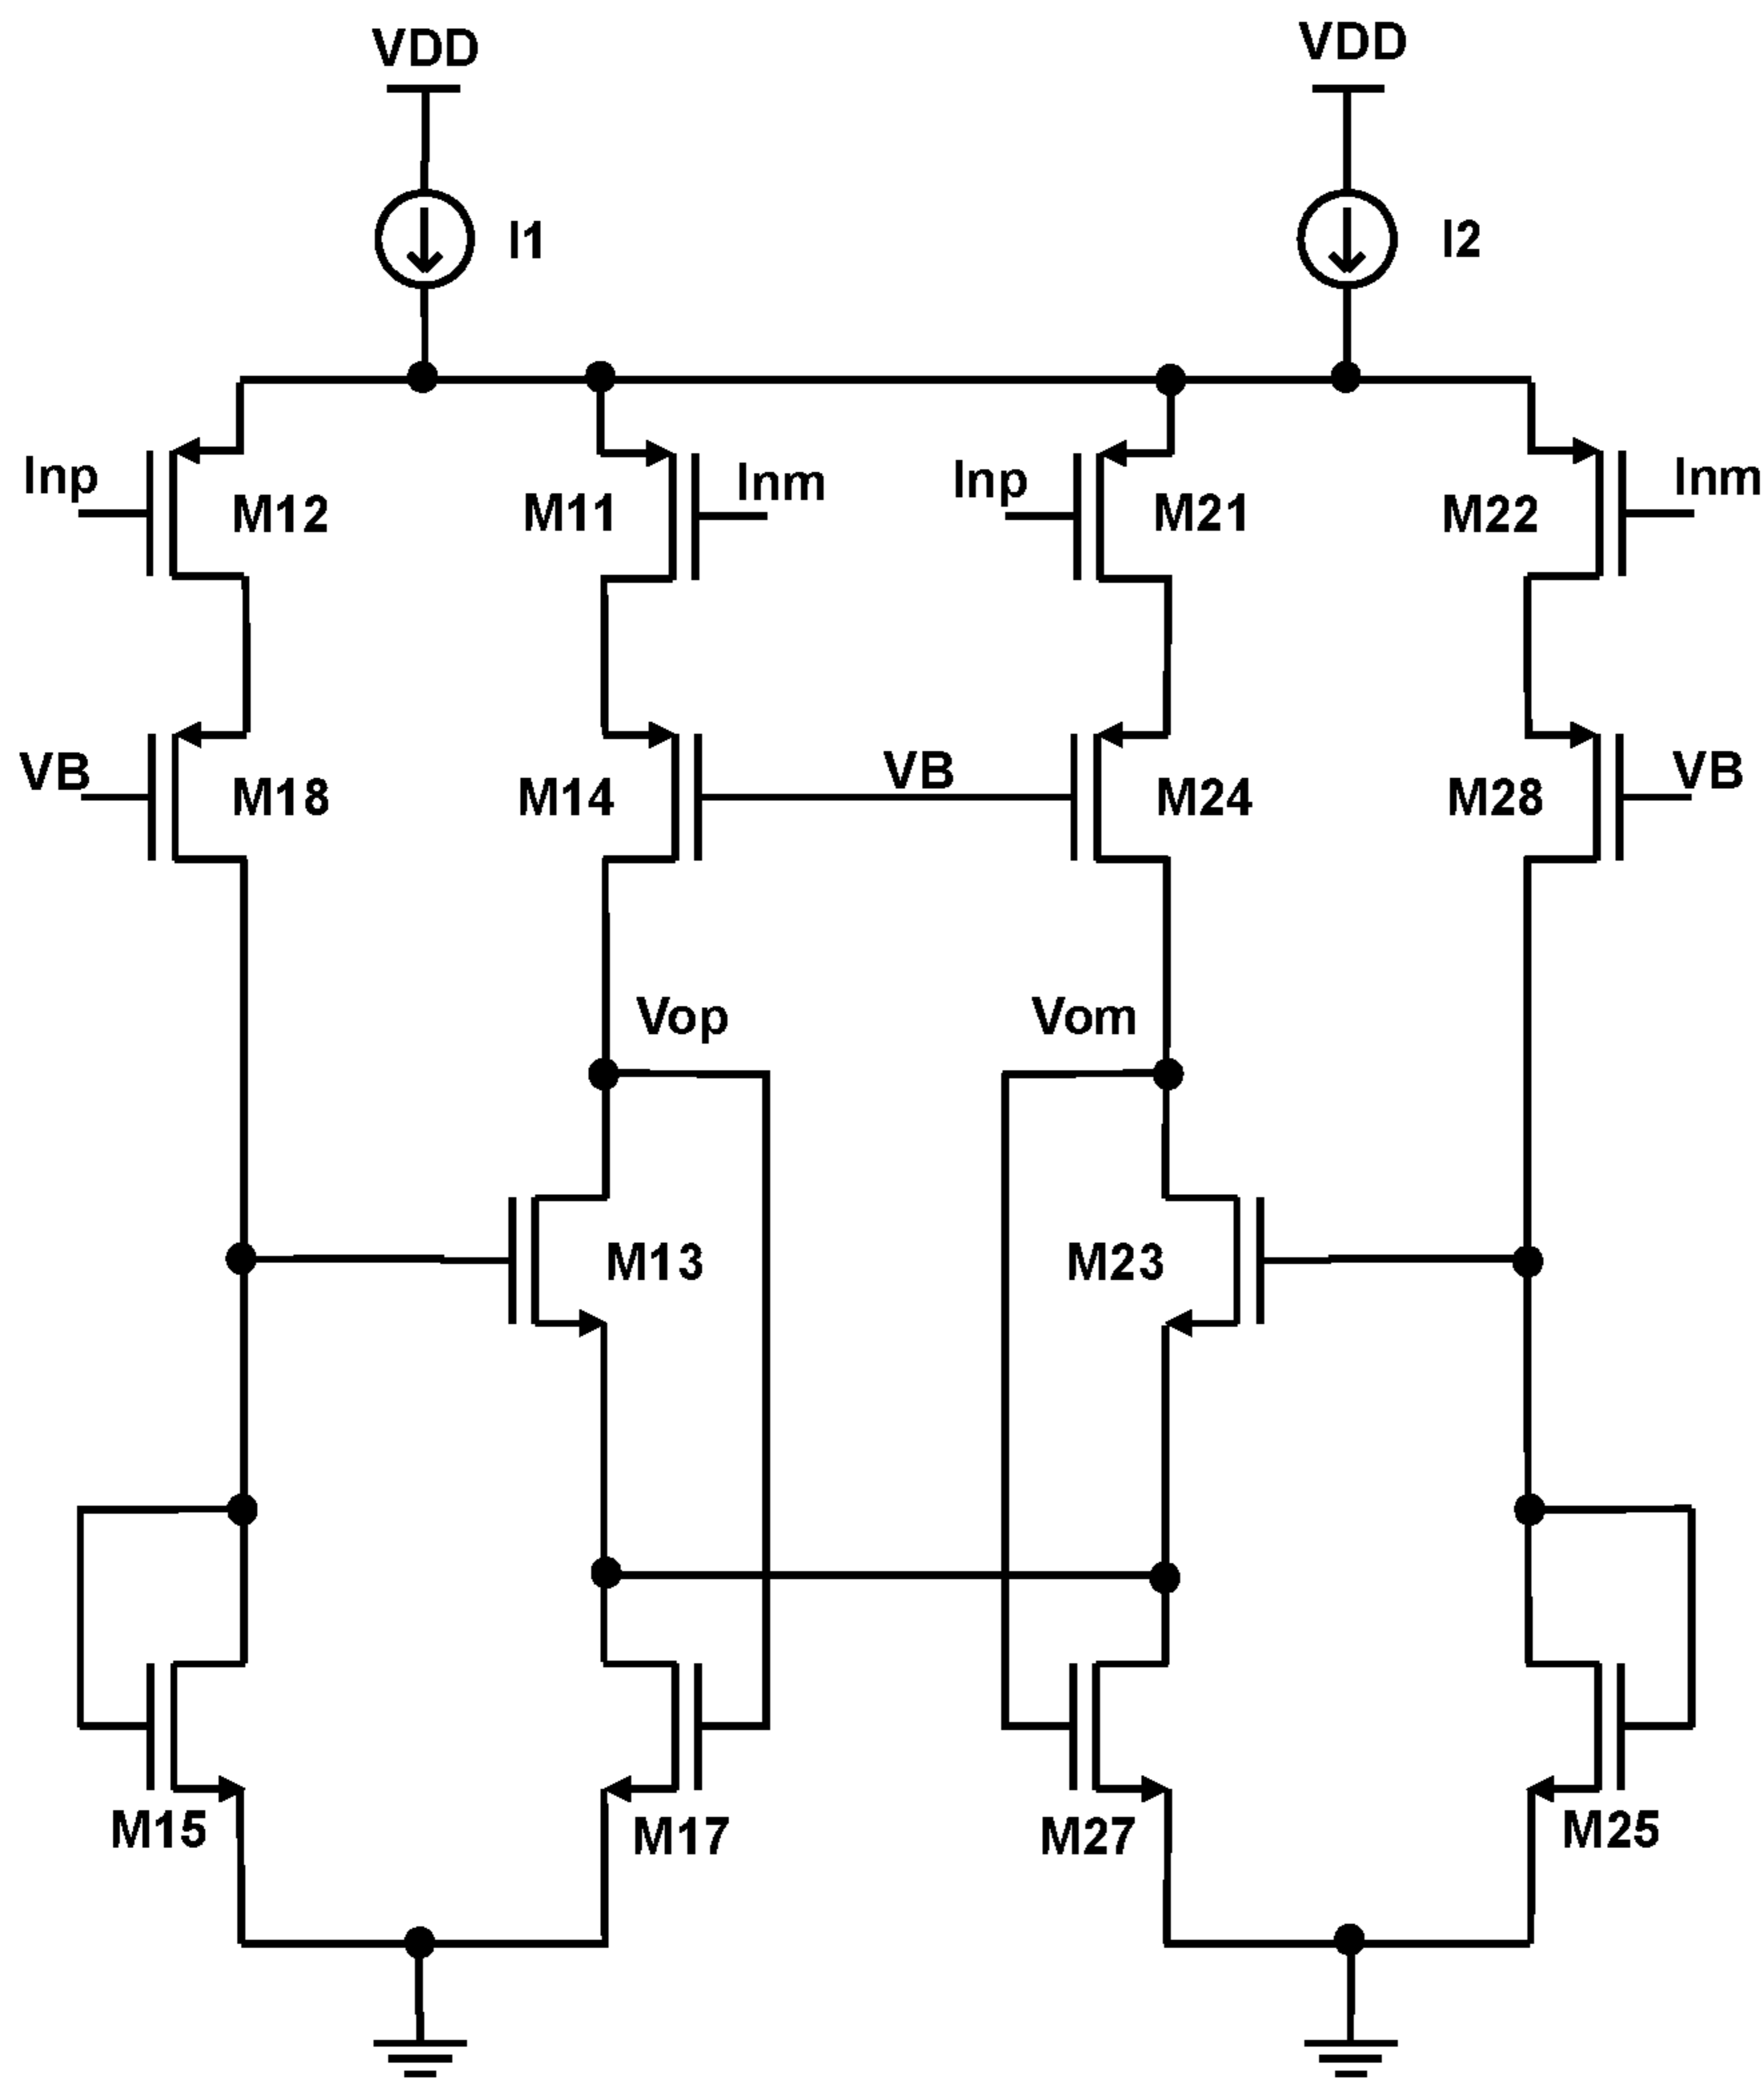 VDD
VDD
I1
I2
Inp
M12
M11
Inm
Inp
M21
M22
Inm
VB
M18
M14
VB
M24
M28
VB
Vop
Vom
M13
M23
M15
M17
M27
M25